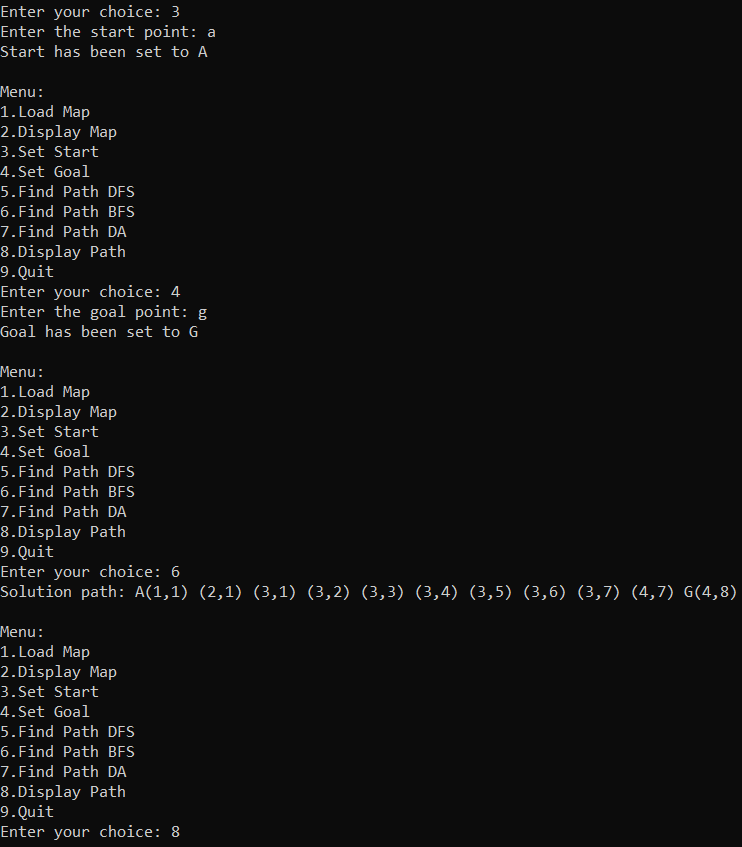 Enter your choice: 3
Enter the start point: a
Start has been set to A
Menu:
1.Load Map
2.Display Map
3.Set Start
4.Set Goal
5.Find Path DFS
6.Find Path BFS
7.Find Path DA
8.Display Path
9.Quit
Enter your choice: 4
Enter the goal point: g
Goal has been set to G
Menu:
1.Load Map
2.Display Map
3.Set Start
4.Set Goal
5.Find Path DFS
6.Find Path BFS
7.Find Path DA
8.Display Path
9.Quit
Enter your choice: 6
Solution path: A(1,1) (2,1) (3,1) (3,2) (3,3) (3,4) (3,5) (3,6) (3,7) (4,7) G(4,8)
Menu:
1.Load Map
2.Display Map
3.Set Start
4.Set Goal
5.Find Path DFS
6.Find Path BFS
7.Find Path DA
8.Display Path
9.Quit
Enter your choice: 8